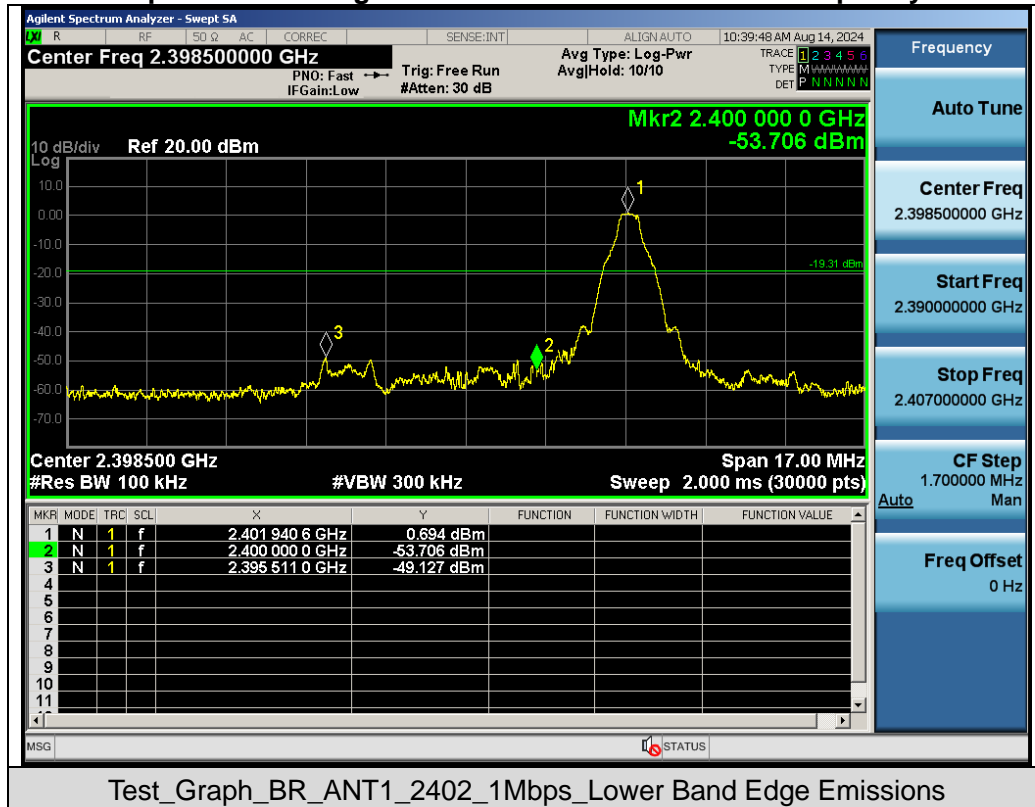 Agilent Spectrum Analyzer - Swept SA
LXI R RF 50 Ω AC CORREC SENSE:INT ALIGN AUTO 10:39:48 AM Aug 14, 2024
Center Freq 2.398500000 GHz
PNO: Fast
IFGain:Low
Trig: Free Run
#Atten: 30 dB
Avg Type: Log-Pwr
Avg|Hold: 10/10
TRACE 1 2 3 4 5 6
TYPE M WWWWW
DET P N N N N N
Mkr2 2.400 000 0 GHz
-53.706 dBm
10 dB/div Ref 20.00 dBm
Log
10.0
0.00
-10.0
-20.0
-30.0
-40.0
-50.0
-60.0
-70.0
1
-19.31 dBm
3
2
Center 2.398500 GHz Span 17.00 MHz
#Res BW 100 kHz #VBW 300 kHz Sweep 2.000 ms (30000 pts)
MKR MODE TRC SCL X Y FUNCTION FUNCTION WIDTH FUNCTION VALUE
1 N 1 f 2.401 940 6 GHz 0.694 dBm
2 N 1 f 2.400 000 0 GHz -53.706 dBm
3 N 1 f 2.395 511 0 GHz -49.127 dBm
4
5
6
7
8
9
10
11
MSG STATUS
Frequency
Auto Tune
Center Freq
2.398500000 GHz
Start Freq
2.390000000 GHz
Stop Freq
2.407000000 GHz
CF Step
1.700000 MHz
Auto Man
Freq Offset
0 Hz
Test_Graph_BR_ANT1_2402_1Mbps_Lower Band Edge Emissions